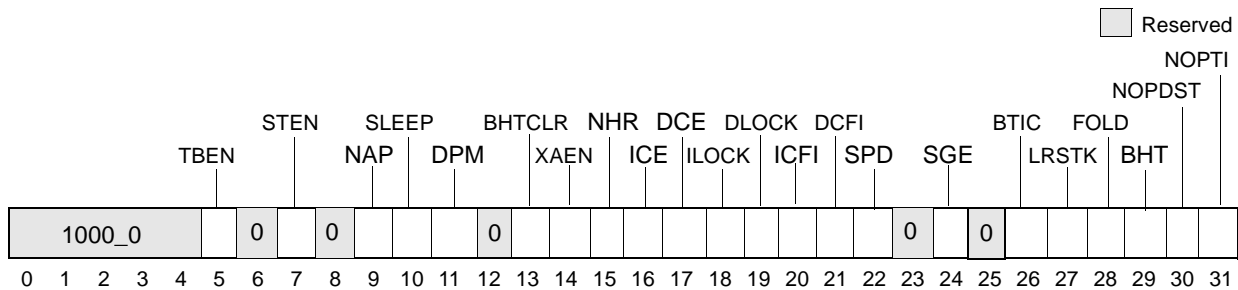 Reserved
NOPTI
NOPDST
STEN SLEEP BHTCLR NHR DCE DLOCK DCFI BTIC FOLD
TBEN NAP DPM XAEN ICE ILOCK ICFI SPD SGE LRSTK BHT
1000_0 0 0 0 0 0
0 1 2 3 4 5 6 7 8 9 10 11 12 13 14 15 16 17 18 19 20 21 22 23 24 25 26 27 28 29 30 31